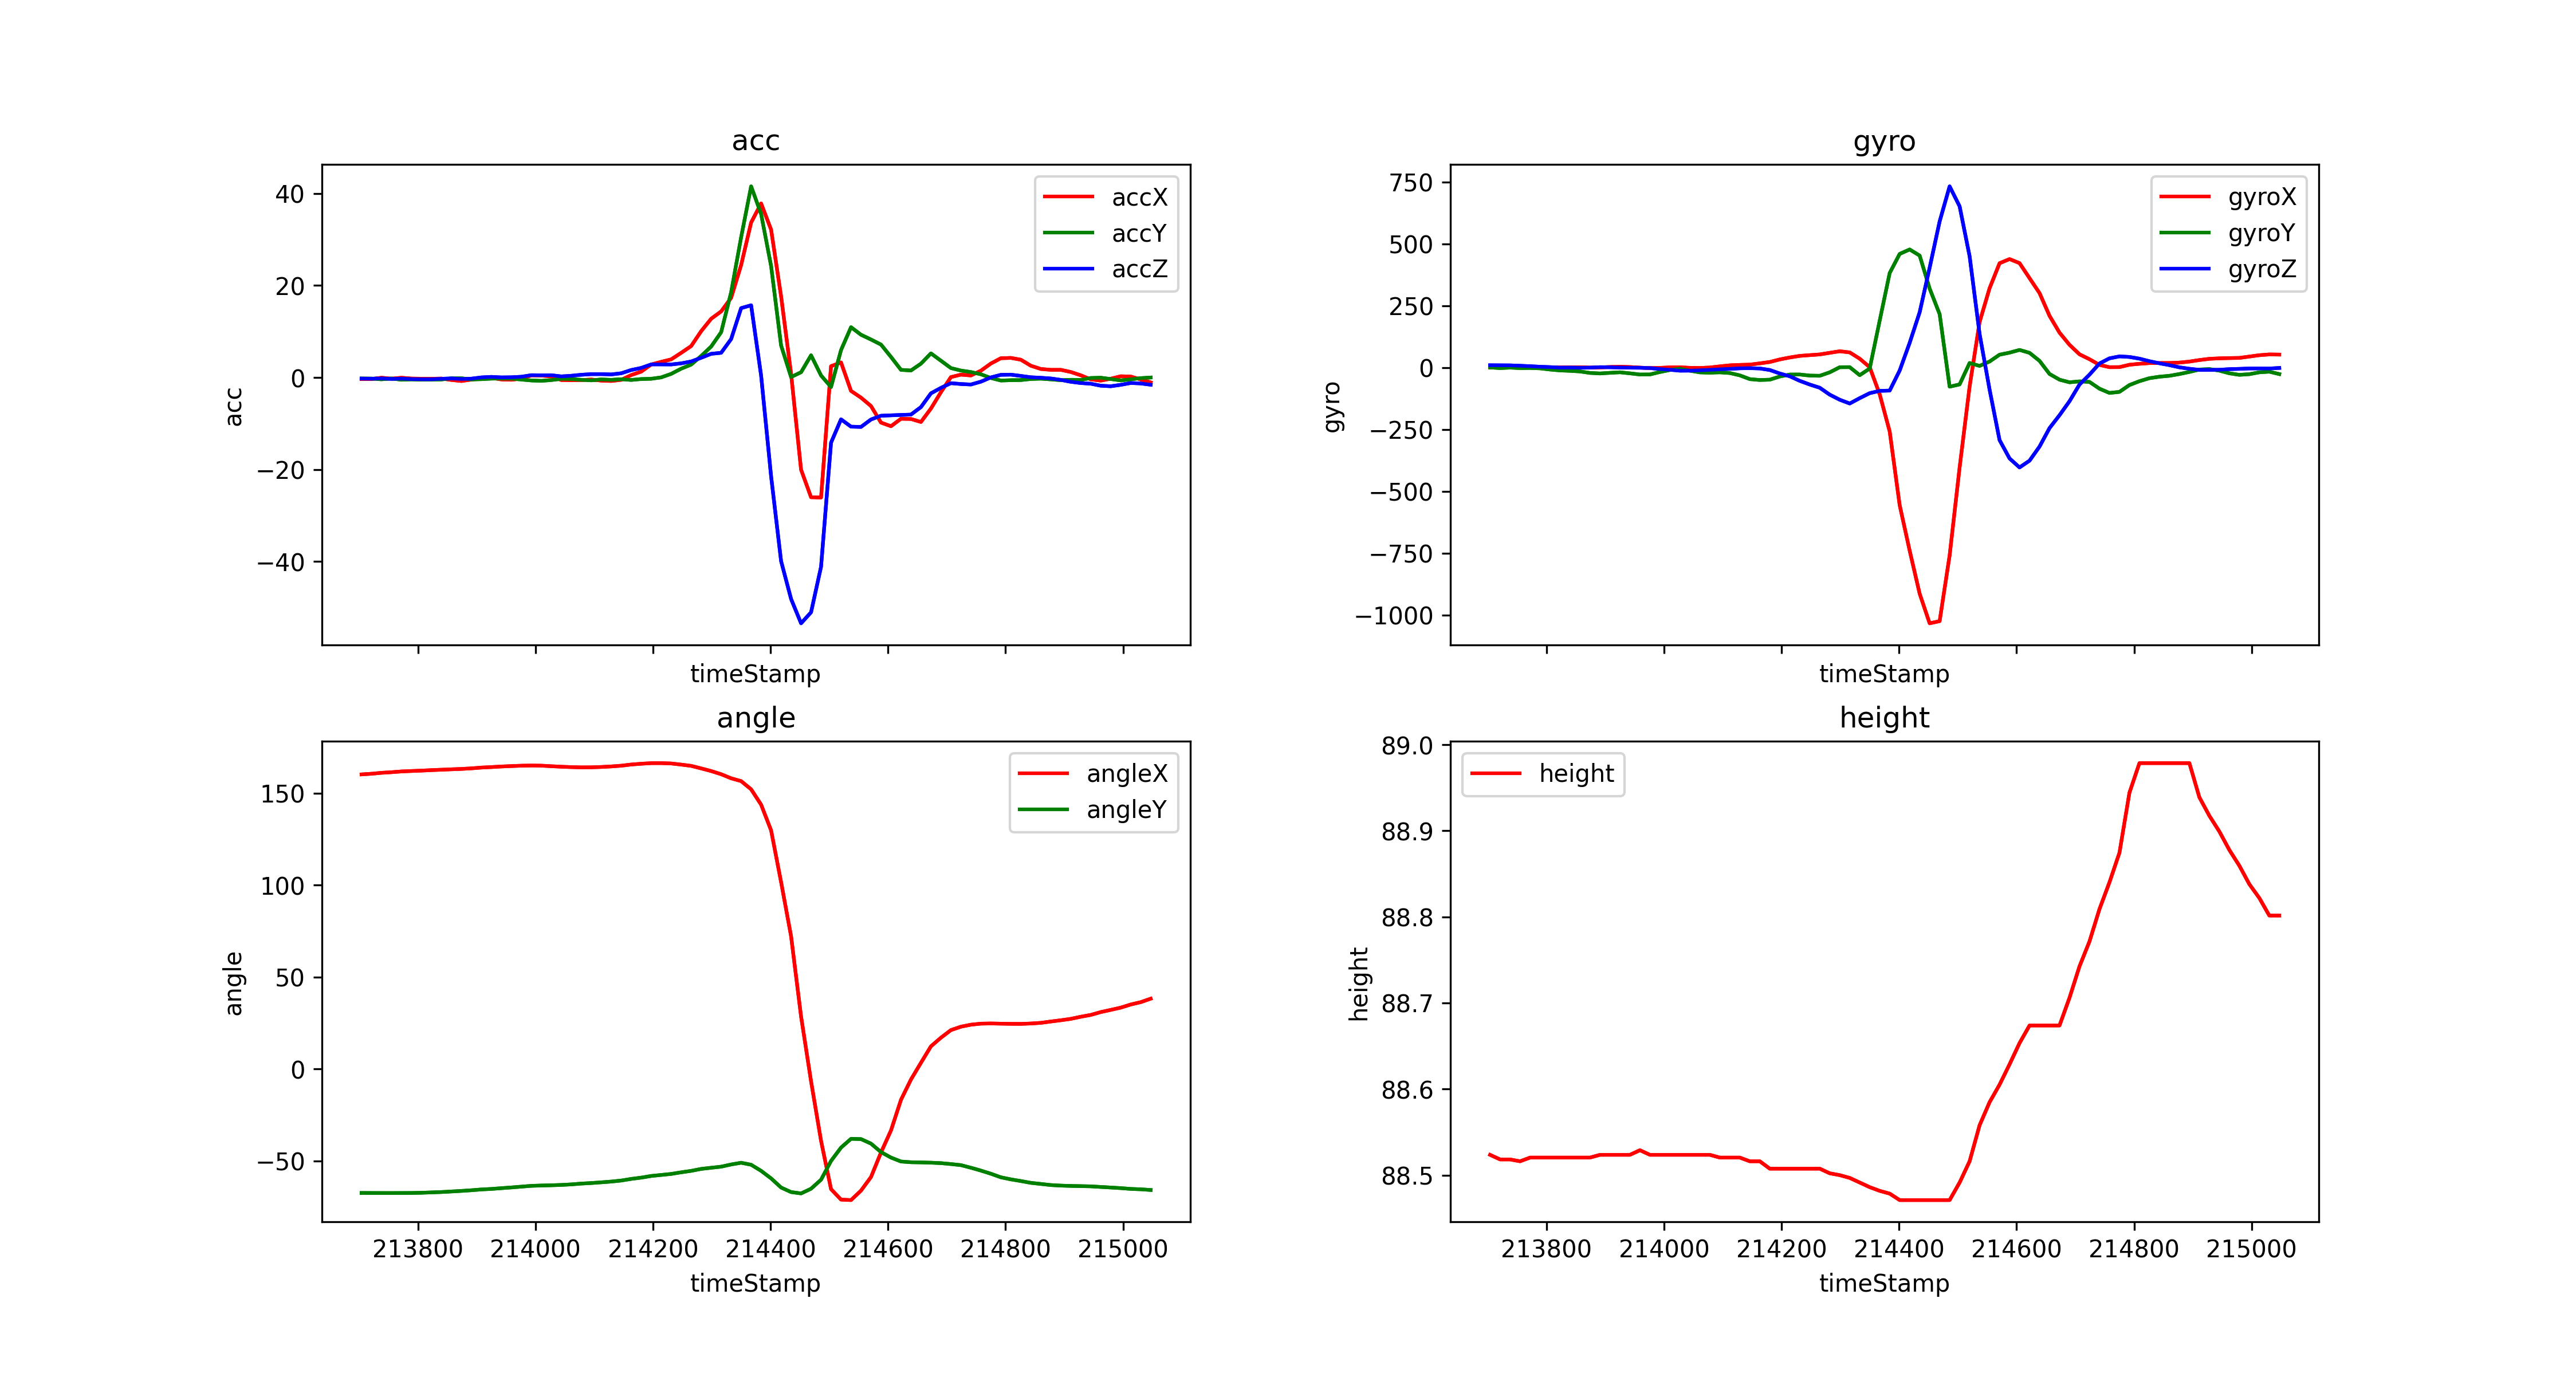 acc
40
20
0
−20
−40
acc
timeStamp
accX
accY
accZ
gyro
750
500
250
0
−250
−500
−750
−1000
gyro
timeStamp
gyroX
gyroY
gyroZ
angle
150
100
50
0
−50
angle
213800 214000 214200 214400 214600 214800 215000
timeStamp
angleX
angleY
height
89.0
88.9
88.8
88.7
88.6
88.5
height
213800 214000 214200 214400 214600 214800 215000
timeStamp
height